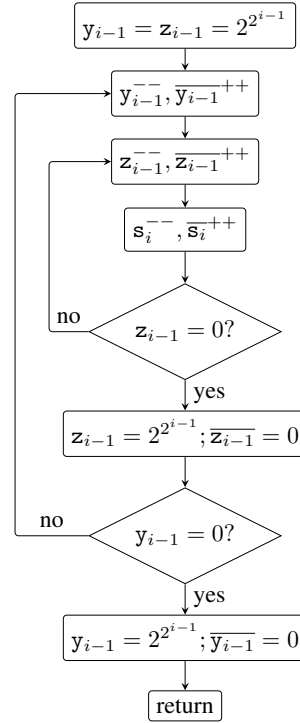 y_{i−1} = z_{i−1} = 2^{2^{i−1}}
y_{i−1}^{−−}, \overline{y_{i−1}}^{++}
z_{i−1}^{−−}, \overline{z_{i−1}}^{++}
s_i^{−−}, \overline{s_i}^{++}
no
z_{i−1} = 0?
yes
z_{i−1} = 2^{2^{i−1}}; \overline{z_{i−1}} = 0
no
y_{i−1} = 0?
yes
y_{i−1} = 2^{2^{i−1}}; \overline{y_{i−1}} = 0
return